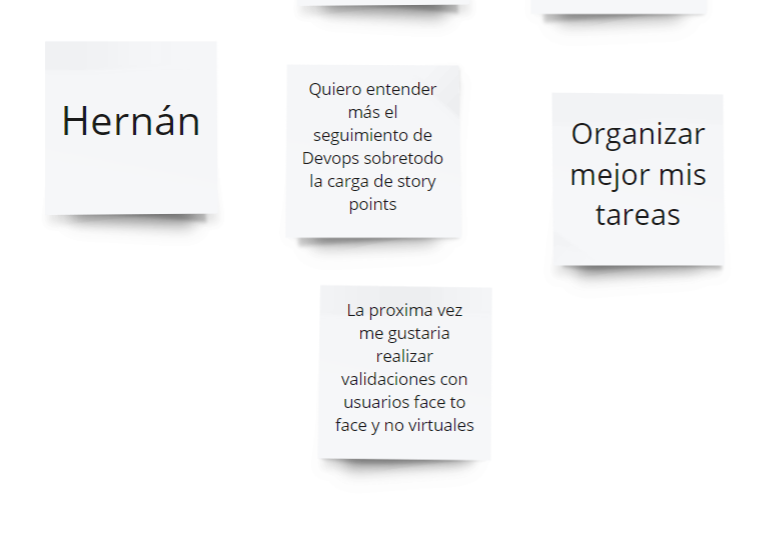 Hernán
Quiero entender
más el
seguimiento de
Devops sobretodo
la carga de story
points
Organizar
mejor mis
tareas
La proxima vez
me gustaria
realizar
validaciones con
usuarios face to
face y no virtuales